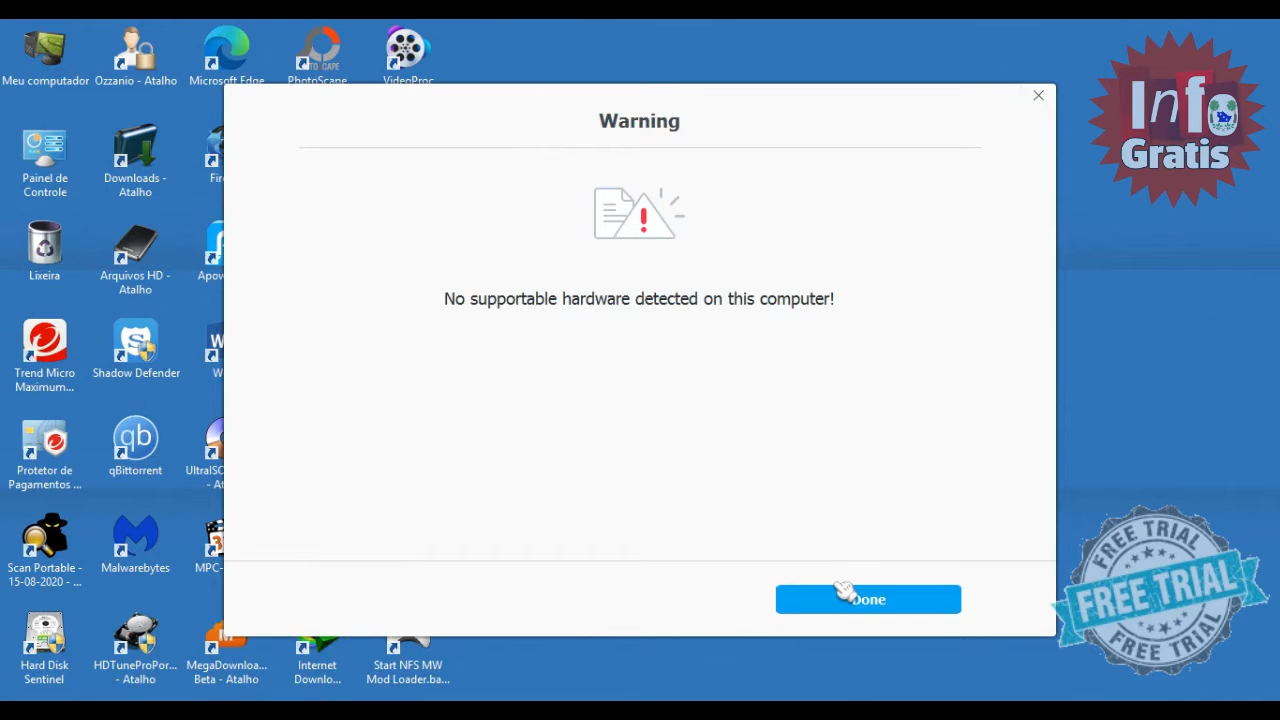 Meu computador
Ozzanio - Atalho
Microsoft Edge
PhotoScape
VideoProc
Info
Gratis
Warning
No supportable hardware detected on this computer!
Done
Painel de
Controle
Downloads -
Atalho
Lixeira
Arquivos HD -
Atalho
Trend Micro
Maximum...
Shadow Defender
Protetor de
Pagamentos ...
qb
qBittorrent
Scan Portable -
15-08-2020 - ...
Malwarebytes
Hard Disk
Sentinel
HDTuneProPor...
- Atalho
MegaDownloa...
Beta - Atalho
Internet
Downlo...
Start NFS MW
Mod Loader.ba...
FREE TRIAL
FREE TRIAL
FREE TRIAL